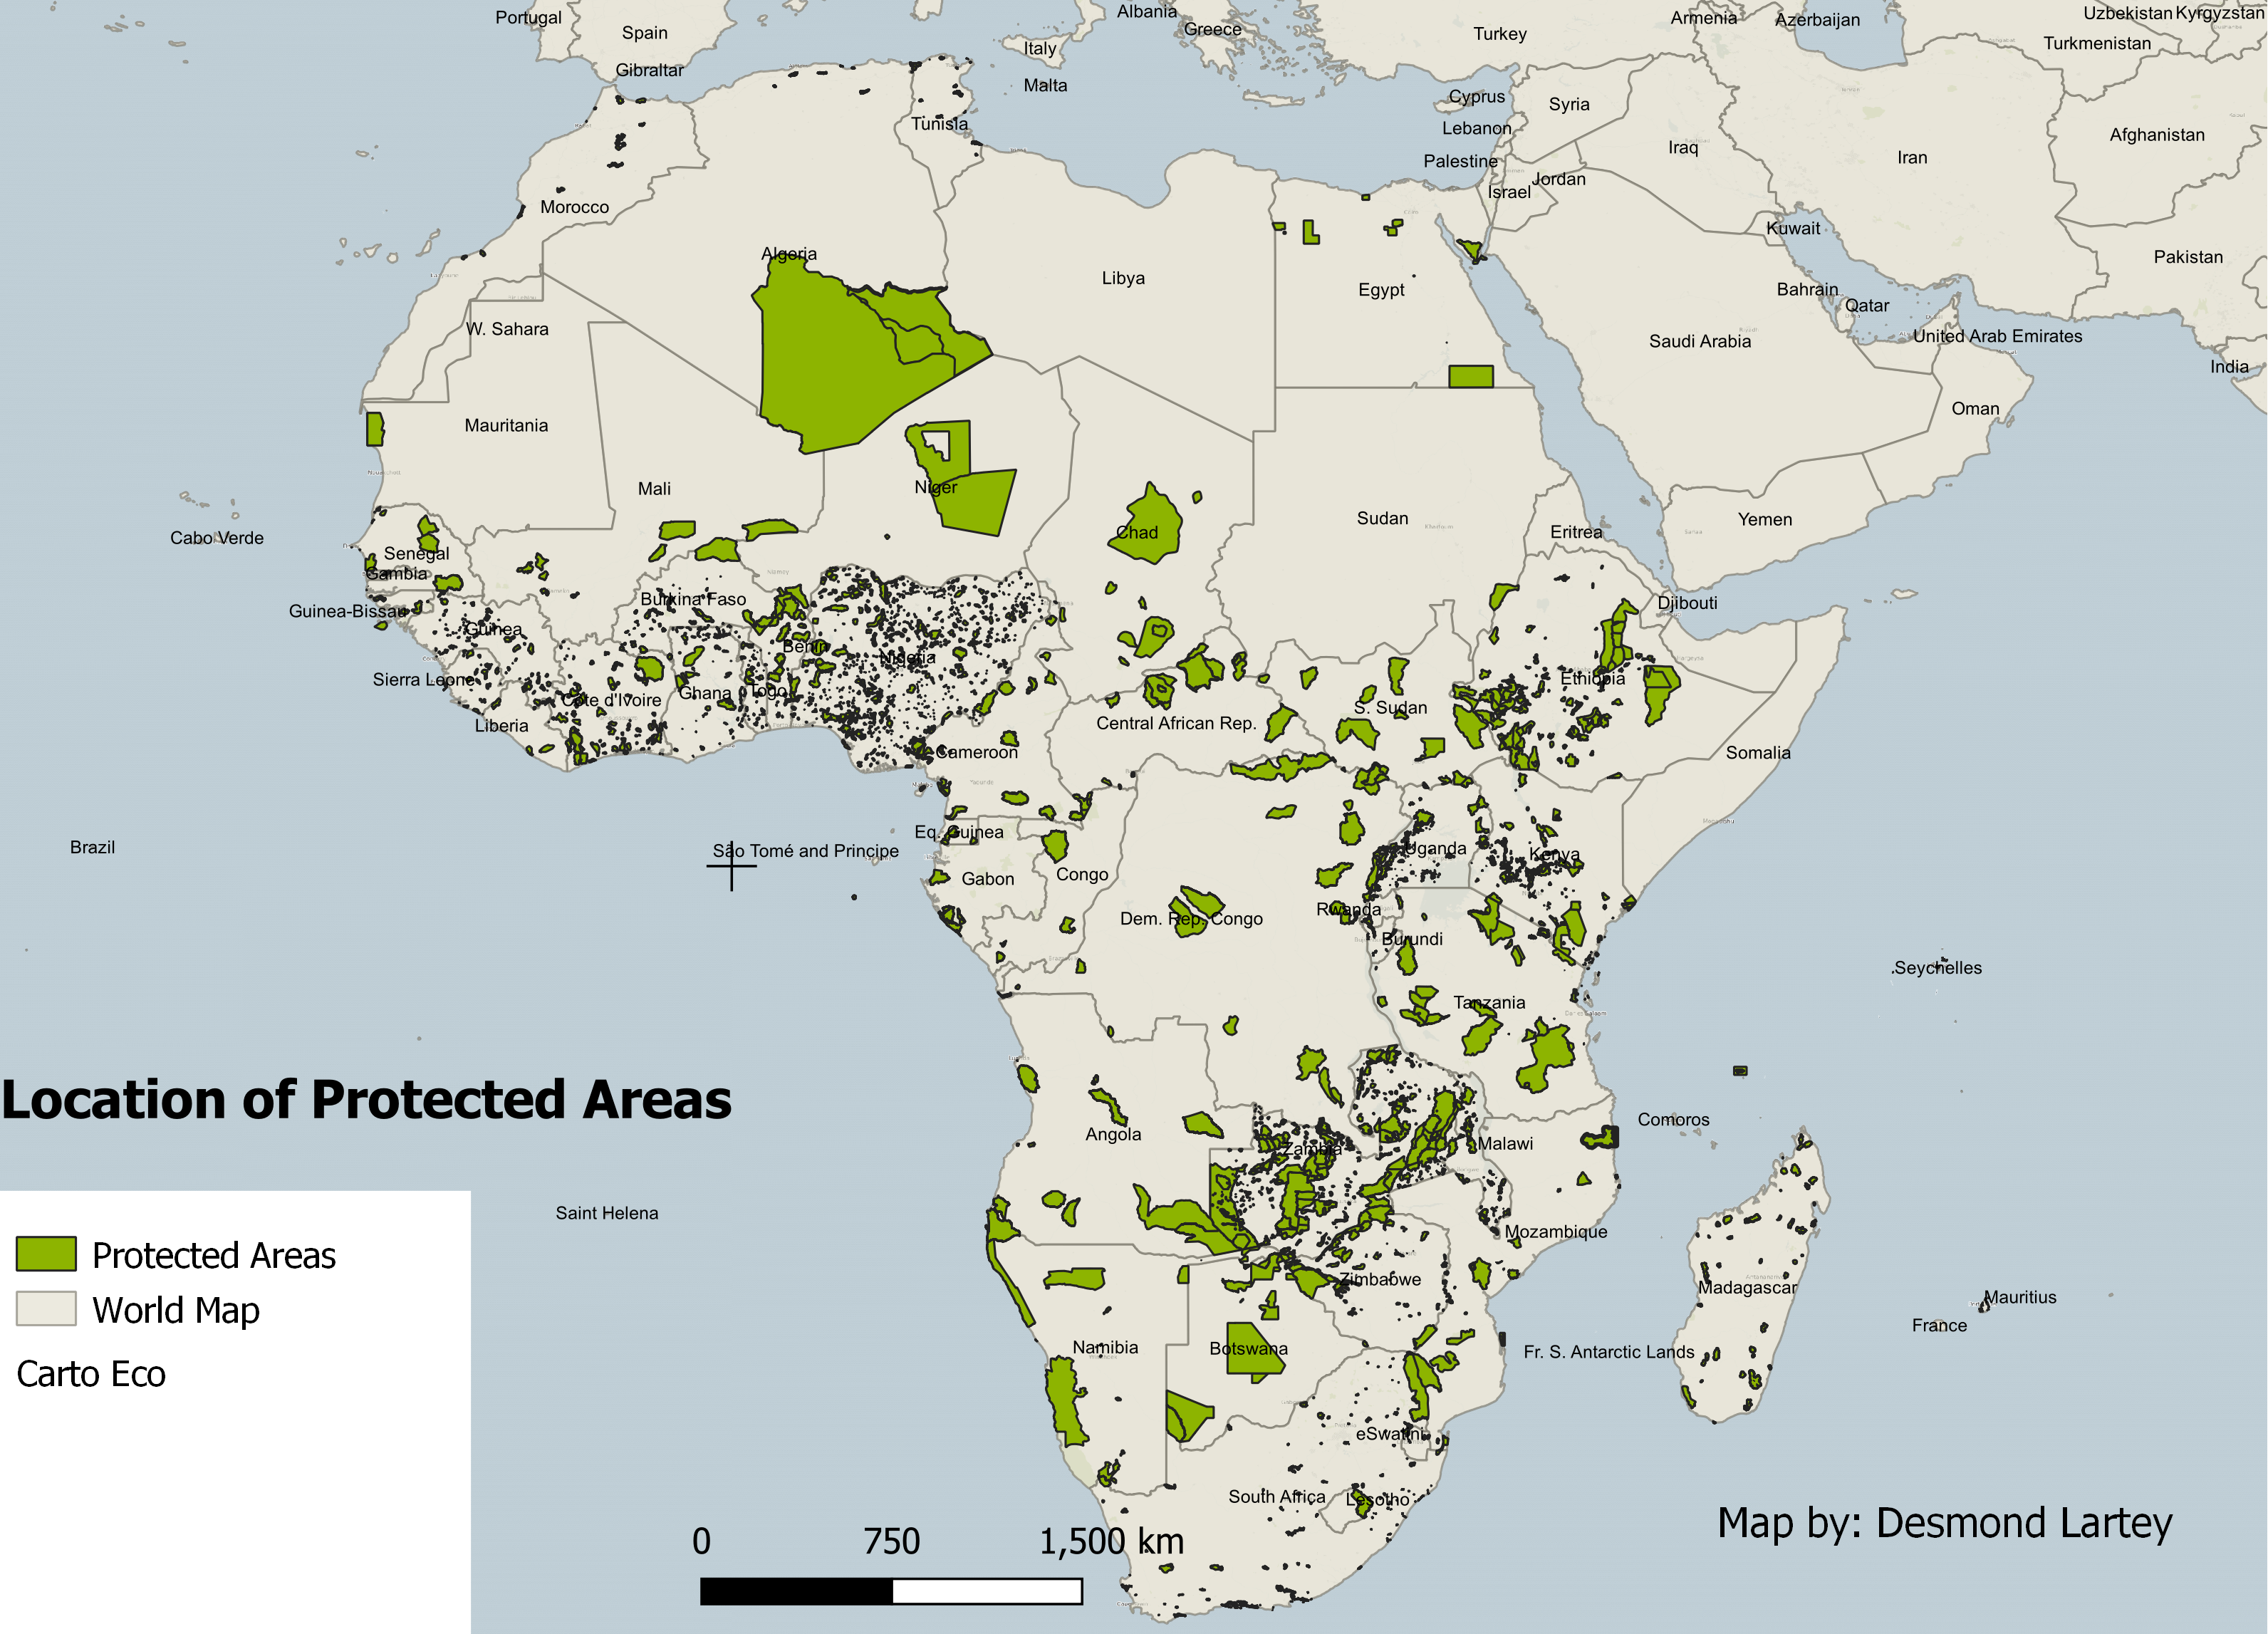 Portugal
Spain
Gibraltar
Italy
Malta
Albania
Greece
Turkey
Armenia
Azerbaijan
Uzbekistan
Kyrgyzstan
Turkmenistan
Cyprus
Syria
Lebanon
Palestine
Israel
Jordan
Iraq
Iran
Afghanistan
Kuwait
Pakistan
Bahrain
Qatar
United Arab Emirates
Saudi Arabia
India
Oman
Yemen
Tunisia
Morocco
Algeria
Libya
Egypt
W. Sahara
Mauritania
Mali
Niger
Chad
Sudan
Eritrea
Djibouti
Cabo Verde
Senegal
Gambia
Guinea-Bissau
Guinea
Sierra Leone
Liberia
Côte d'Ivoire
Burkina Faso
Ghana
Togo
Benin
Nigeria
Cameroon
Central African Rep.
S. Sudan
Ethiopia
Somalia
Brazil
Eq. Guinea
São Tomé and Principe
Gabon
Congo
Dem. Rep. Congo
Uganda
Kenya
Rwanda
Burundi
Tanzania
Seychelles
Comoros
Angola
Zambia
Malawi
Mozambique
Zimbabwe
Madagascar
Mauritius
France
Fr. S. Antarctic Lands
Saint Helena
Namibia
Botswana
eSwatini
South Africa
Lesotho
Location of Protected Areas
Protected Areas
World Map
Carto Eco
0 750 1,500 km
Map by: Desmond Lartey